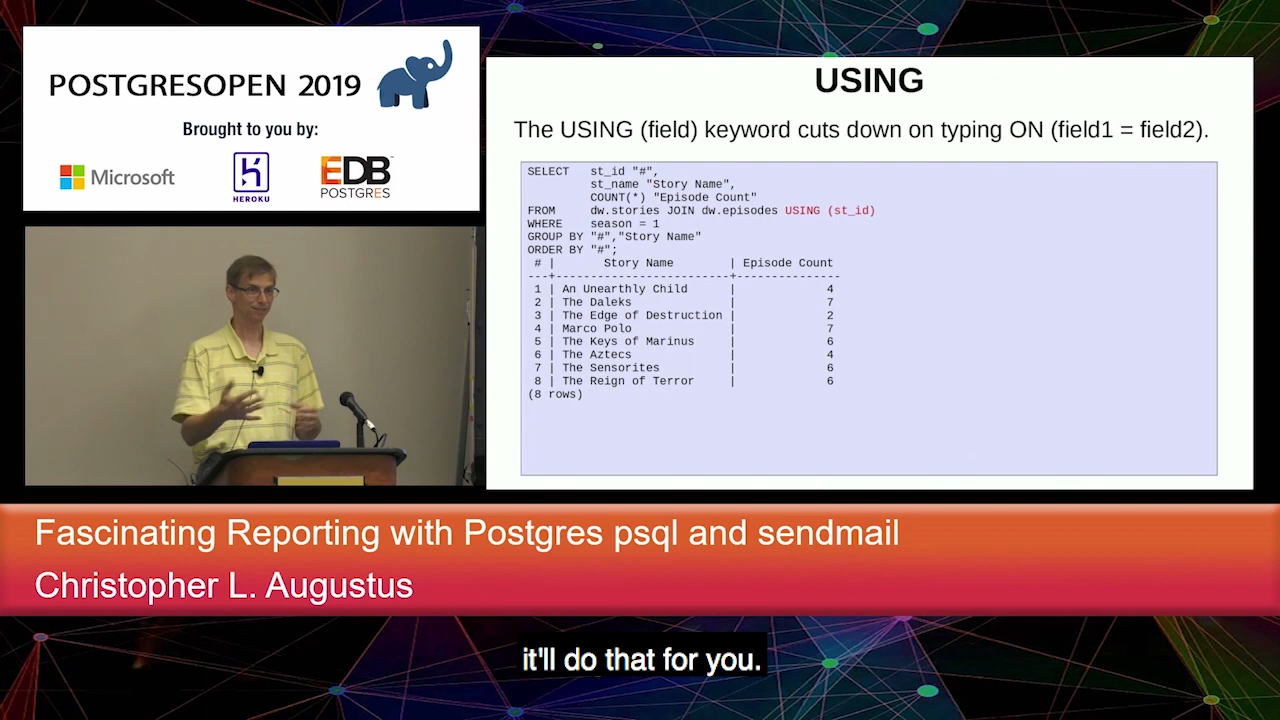 POSTGRESOPEN 2019
Brought to you by:
Microsoft
HEROKU
EDB
POSTGRES
USING
The USING (field) keyword cuts down on typing ON (field1 = field2).
SELECT st_id "#",
st_name "Story Name",
COUNT(*) "Episode Count"
FROM dw.stories JOIN dw.episodes USING (st_id)
WHERE season = 1
GROUP BY "#","Story Name"
ORDER BY "#";
# | Story Name | Episode Count
---+-------------------------+---------------
1 | An Unearthly Child | 4
2 | The Daleks | 7
3 | The Edge of Destruction | 2
4 | Marco Polo | 7
5 | The Keys of Marinus | 6
6 | The Aztecs | 4
7 | The Sensorites | 6
8 | The Reign of Terror | 6
(8 rows)
Fascinating Reporting with Postgres psql and sendmail
Christopher L. Augustus
it'll do that for you.